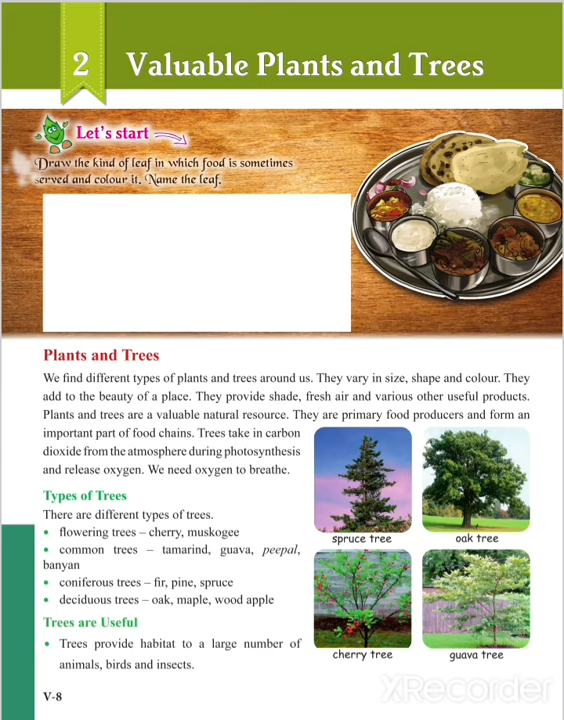 2 Valuable Plants and Trees
Let's start
Draw the kind of leaf in which food is sometimes
served and colour it. Name the leaf.
Plants and Trees
We find different types of plants and trees around us. They vary in size, shape and colour. They
add to the beauty of a place. They provide shade, fresh air and various other useful products.
Plants and trees are a valuable natural resource. They are primary food producers and form an
important part of food chains. Trees take in carbon
dioxide from the atmosphere during photosynthesis
and release oxygen. We need oxygen to breathe.
Types of Trees
There are different types of trees.
• flowering trees – cherry, muskogee
• common trees – tamarind, guava, peepal,
banyan
• coniferous trees – fir, pine, spruce
• deciduous trees – oak, maple, wood apple
Trees are Useful
• Trees provide habitat to a large number of
animals, birds and insects.
spruce tree
oak tree
cherry tree
guava tree
V-8
XRecorder